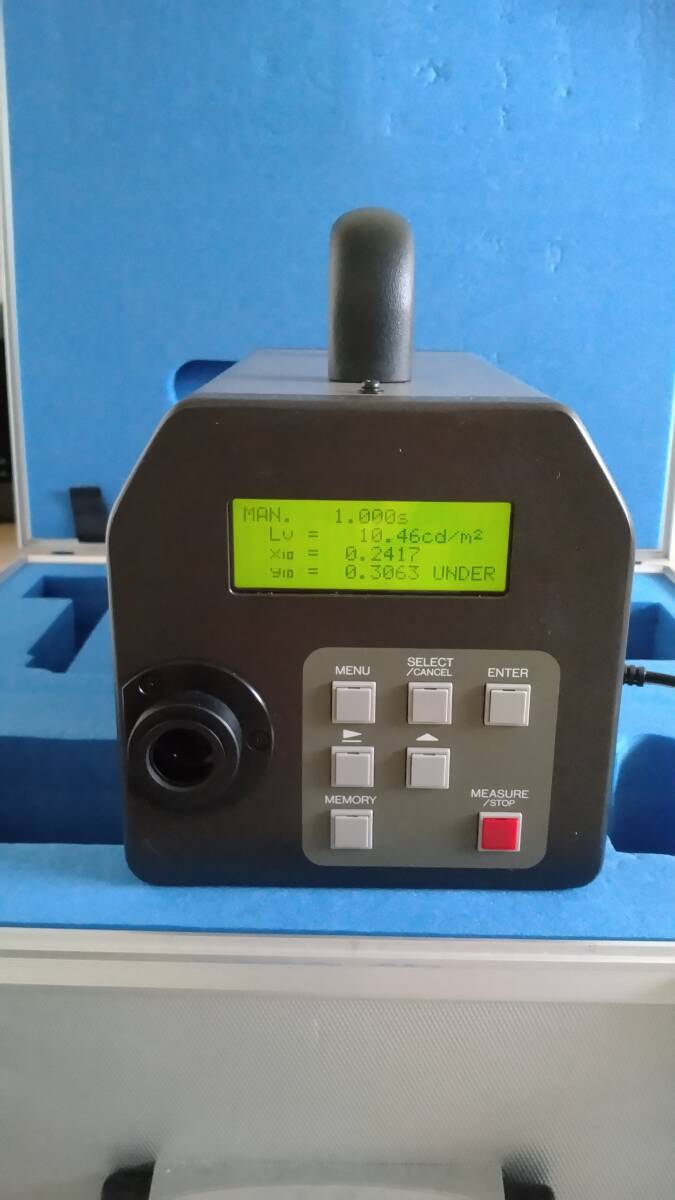 MAN. 1.000s
Lv = 10.46cd/m²
x₁₀ = 0.2417
y₁₀ = 0.3063 UNDER
MENU
SELECT
/CANCEL
ENTER
MEMORY
MEASURE
/STOP